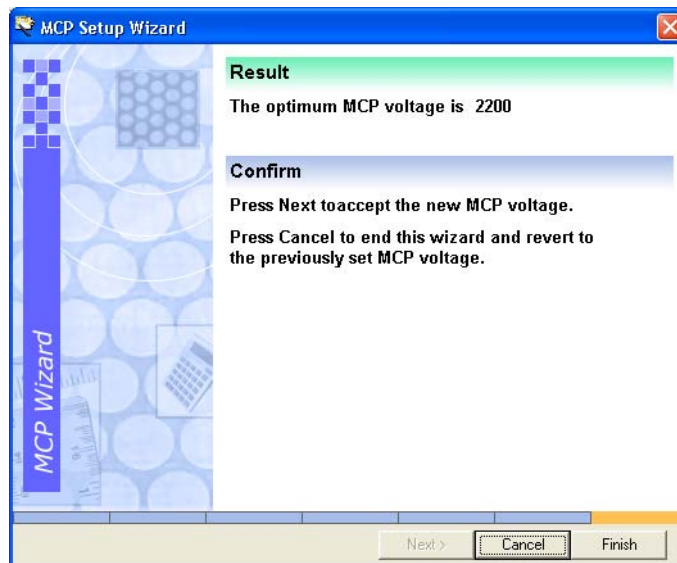 MCP Setup Wizard
Result
The optimum MCP voltage is 2200
Confirm
Press Next toaccept the new MCP voltage.
Press Cancel to end this wizard and revert to
the previously set MCP voltage.
MCP Wizard
Next >
Cancel
Finish